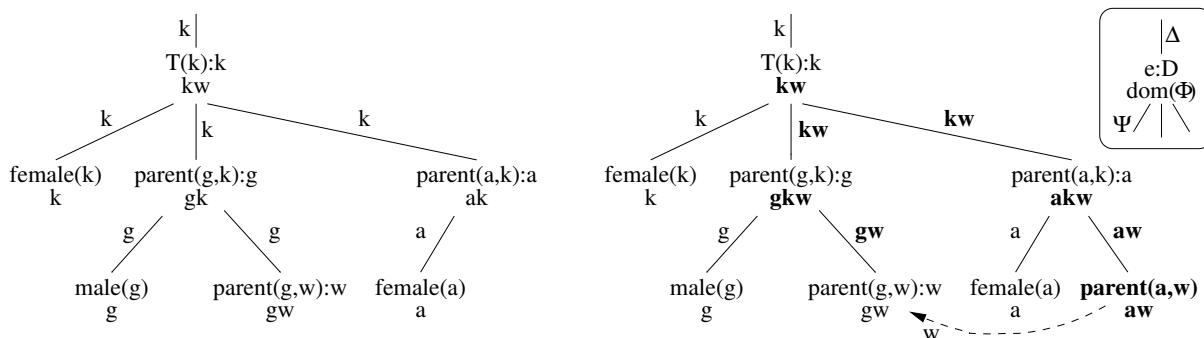 k
T(k):k
kw
k
k
k
female(k)
k
parent(g,k):g
gk
parent(a,k):a
ak
g
g
a
male(g)
g
parent(g,w):w
gw
female(a)
a
k
T(k):k
kw
k
kw
kw
female(k)
k
parent(g,k):g
gkw
parent(a,k):a
akw
g
gw
a
aw
male(g)
g
parent(g,w):w
gw
female(a)
a
parent(a,w)
aw
w
Δ
e:D
dom(Φ)
Ψ